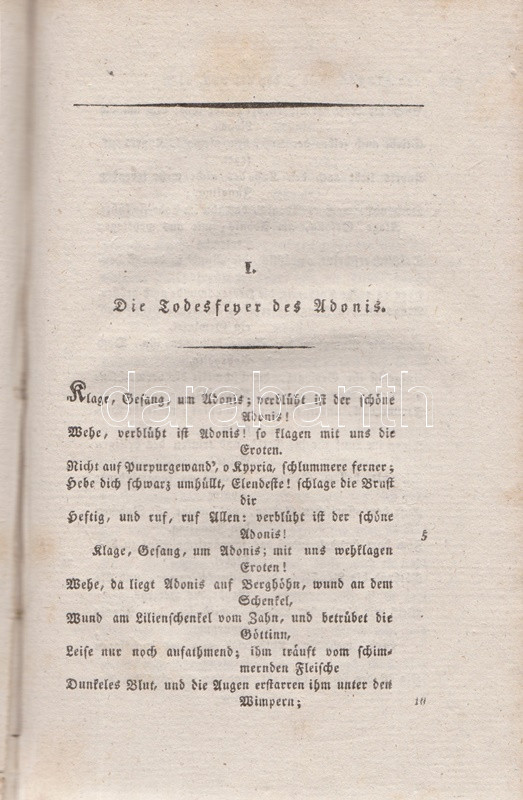 I.
Die Todesfeyer des Adonis.
Klage, Gesang, um Adonis; verblüht ist der schöne
Adonis!
Wehe, verblüht ist Adonis! so klagen mit uns die
Eroten.
Nicht auf Purpurgewand', o Kypria, schlummere ferner;
Hebe dich schwarz umhüllt, Elendeste! schlage die Brust
dir
Heftig, und ruf, ruf Allen: verblüht ist der schöne
Adonis! 5
Klage, Gesang, um Adonis; mit uns wehklagen
Eroten!
Wehe, da liegt Adonis auf Berghöhn, wund an dem
Schenkel,
Wund am Lilienschenkel vom Zahn, und betrübet die
Göttinn,
Leise nur noch aufathmend; ihm träuft vom schim-
mernden Fleische
Dunkeles Blut, und die Augen erstarren ihm unter den
Wimpern; 10
darabanth